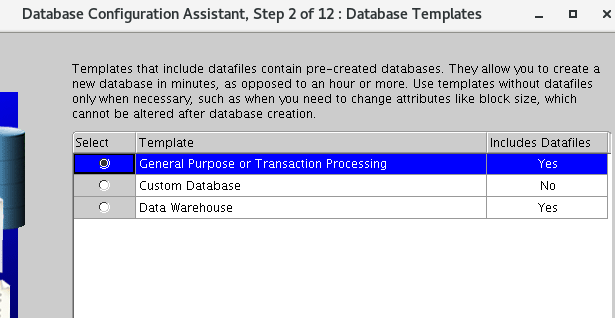 Database Configuration Assistant, Step 2 of 12 : Database Templates
Templates that include datafiles contain pre-created databases. They allow you to create a
new database in minutes, as opposed to an hour or more. Use templates without datafiles
only when necessary, such as when you need to change attributes like block size, which
cannot be altered after database creation.
Select Template Includes Datafiles
General Purpose or Transaction Processing Yes
Custom Database No
Data Warehouse Yes